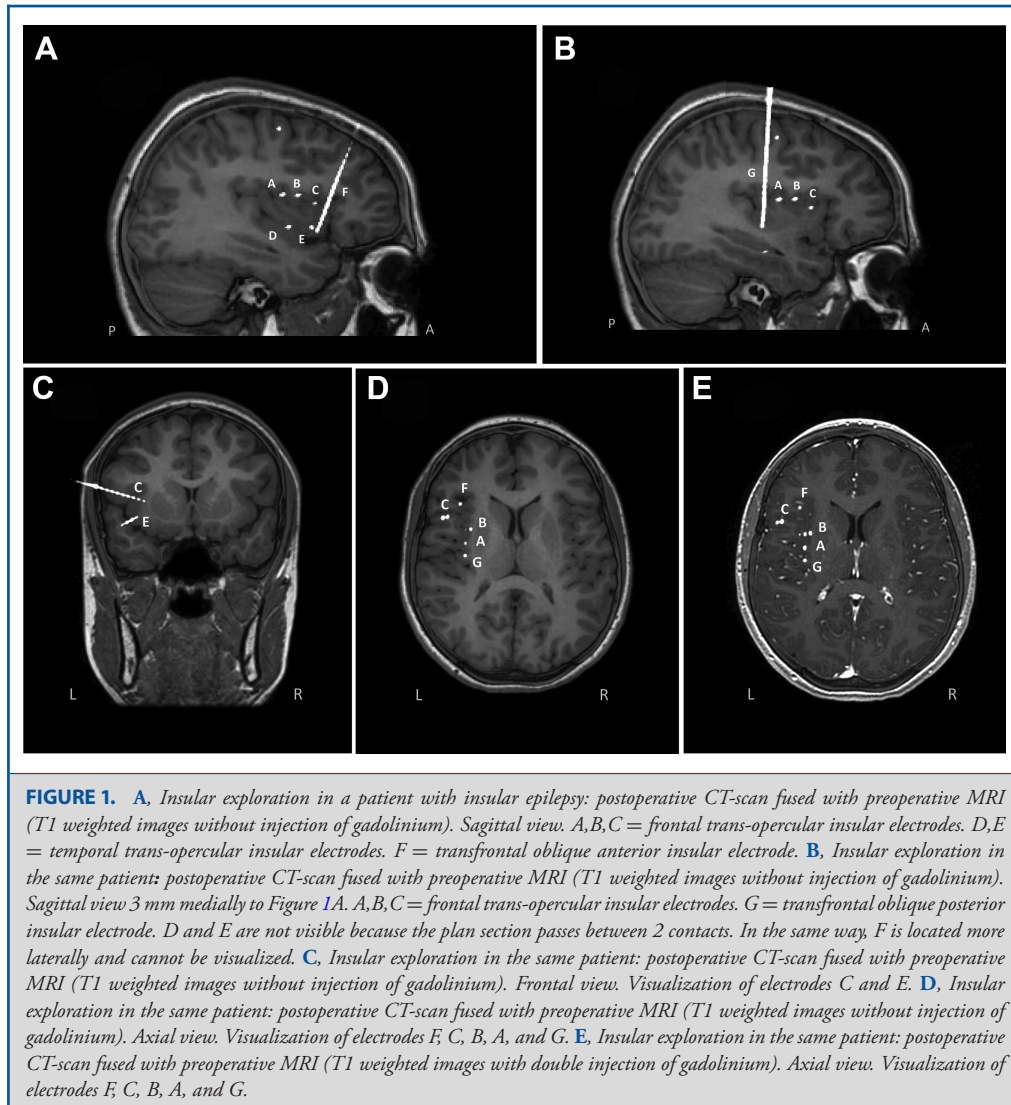 A
B
A B C F
D E
G
A B C
P A
P A
C
D
E
C
E
F
C
B
A
G
F
C
B
A
G
L R
L R
L R
FIGURE 1. A, Insular exploration in a patient with insular epilepsy: postoperative CT-scan fused with preoperative MRI
(T1 weighted images without injection of gadolinium). Sagittal view. A,B,C = frontal trans-opercular insular electrodes. D,E
= temporal trans-opercular insular electrodes. F = transfrontal oblique anterior insular electrode. B, Insular exploration in
the same patient: postoperative CT-scan fused with preoperative MRI (T1 weighted images without injection of gadolinium).
Sagittal view 3 mm medially to Figure 1A. A,B,C = frontal trans-opercular insular electrodes. G = transfrontal oblique posterior
insular electrode. D and E are not visible because the plan section passes between 2 contacts. In the same way, F is located more
laterally and cannot be visualized. C, Insular exploration in the same patient: postoperative CT-scan fused with preoperative
MRI (T1 weighted images without injection of gadolinium). Frontal view. Visualization of electrodes C and E. D, Insular
exploration in the same patient: postoperative CT-scan fused with preoperative MRI (T1 weighted images without injection of
gadolinium). Axial view. Visualization of electrodes F, C, B, A, and G. E, Insular exploration in the same patient: postoperative
CT-scan fused with preoperative MRI (T1 weighted images with double injection of gadolinium). Axial view. Visualization of
electrodes F, C, B, A, and G.